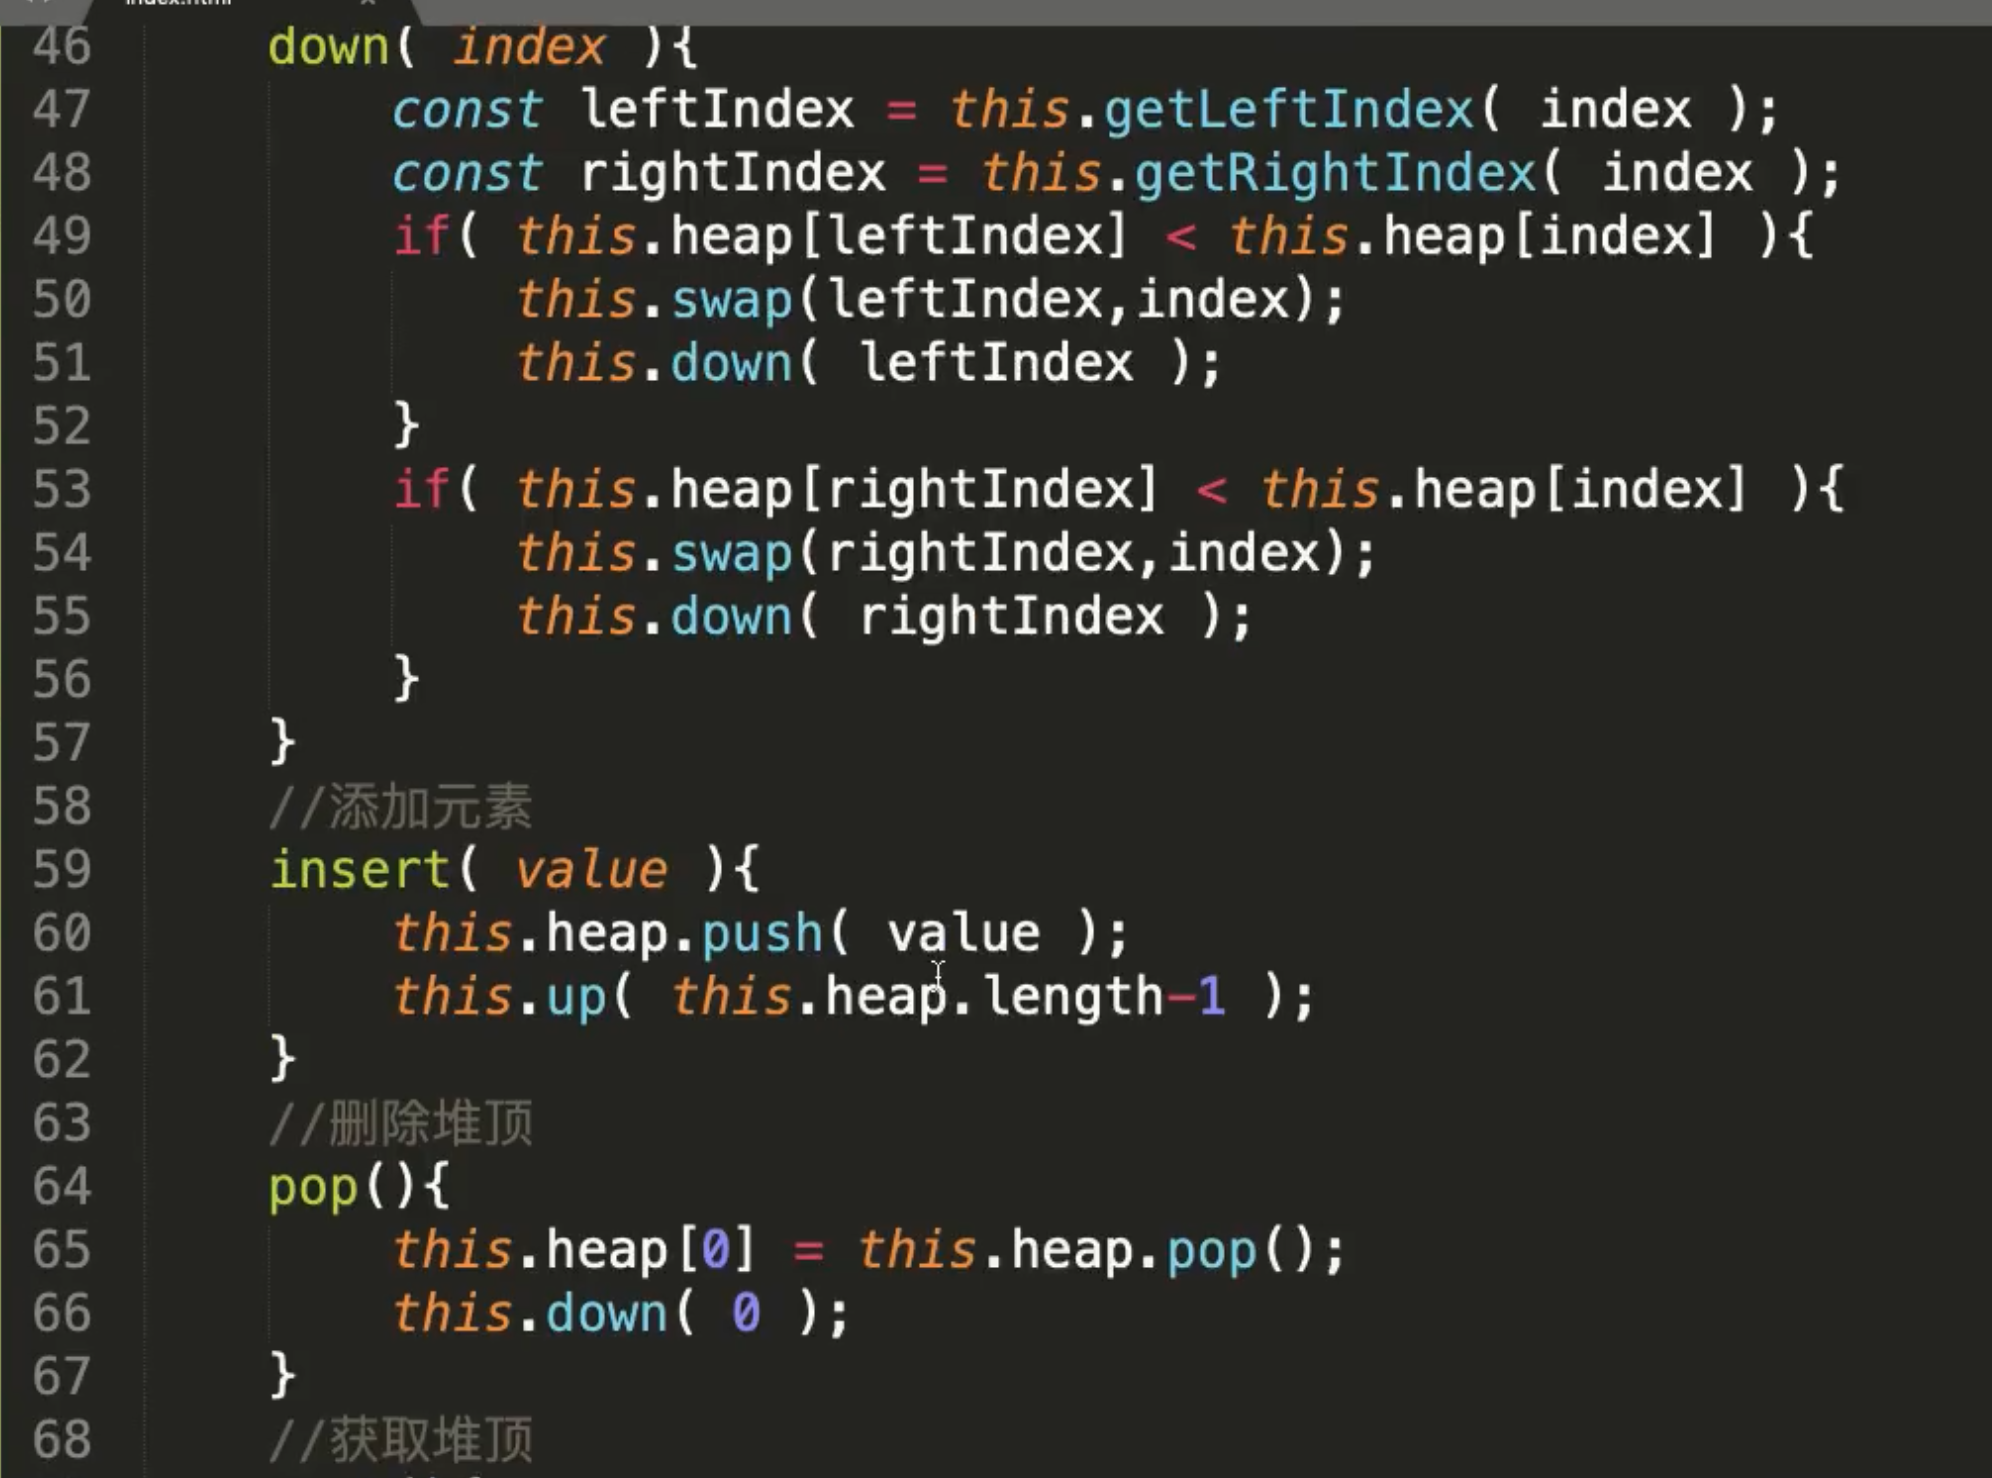 index.html ×
46 down( index ){
47 const leftIndex = this.getLeftIndex( index );
48 const rightIndex = this.getRightIndex( index );
49 if( this.heap[leftIndex] < this.heap[index] ){
50 this.swap(leftIndex,index);
51 this.down( leftIndex );
52 }
53 if( this.heap[rightIndex] < this.heap[index] ){
54 this.swap(rightIndex,index);
55 this.down( rightIndex );
56 }
57 }
58 //添加元素
59 insert( value ){
60 this.heap.push( value );
61 this.up( this.heap.length-1 );
62 }
63 //删除堆顶
64 pop(){
65 this.heap[0] = this.heap.pop();
66 this.down( 0 );
67 }
68 //获取堆顶